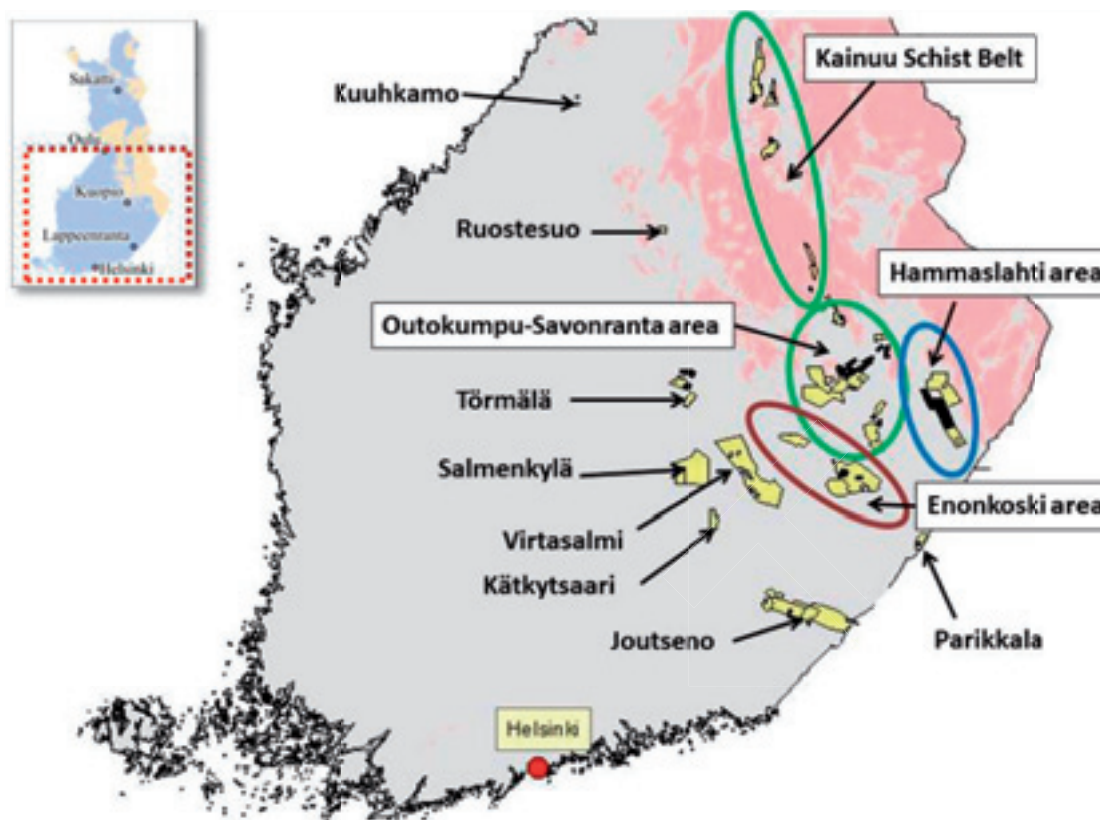 Sakatti
Oulu
Kuopio
Lappeenranta
Helsinki
Kainuu Schist Belt
Kuuhkamo
Ruostesuo
Hammaslahti area
Outokumpu-Savonranta area
Törmälä
Salmenkylä
Enonkoski area
Virtasalmi
Kätkytsaari
Joutseno
Parikkala
Helsinki